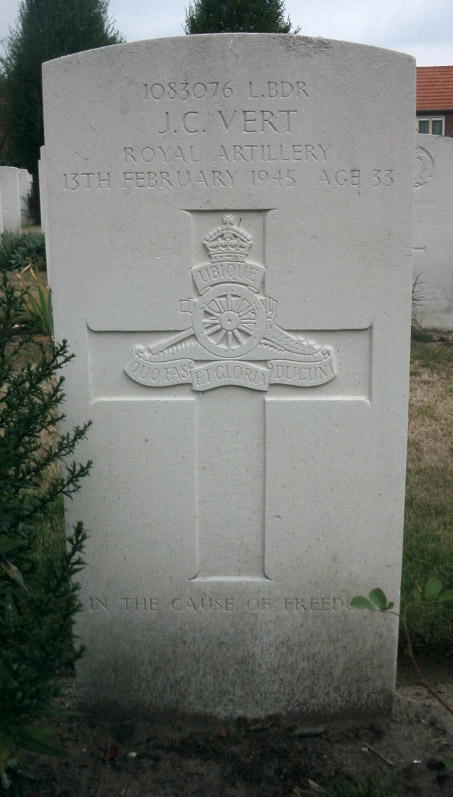 1083076 L.BDR
J.C. VERT
ROYAL ARTILLERY
13TH FEBRUARY 1945 AGE 33
UBIQUE
QUO FAS ET GLORIA DUCUNT
IN THE CAUSE OF